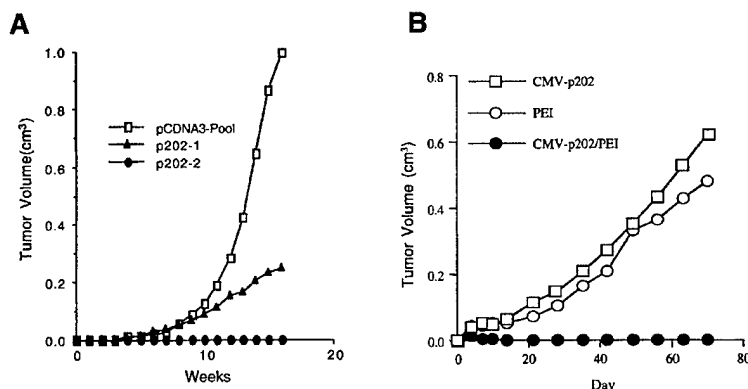 A
Tumor Volume(cm³)
1.0
0.8
0.6
0.4
0.2
0.0
0
10
20
Weeks
pCDNA3-Pool
p202-1
p202-2
B
Tumor Volume (cm³)
0.8
0.6
0.4
0.2
0.0
0
20
40
60
80
Day
CMV-p202
PEI
CMV-p202/PEI